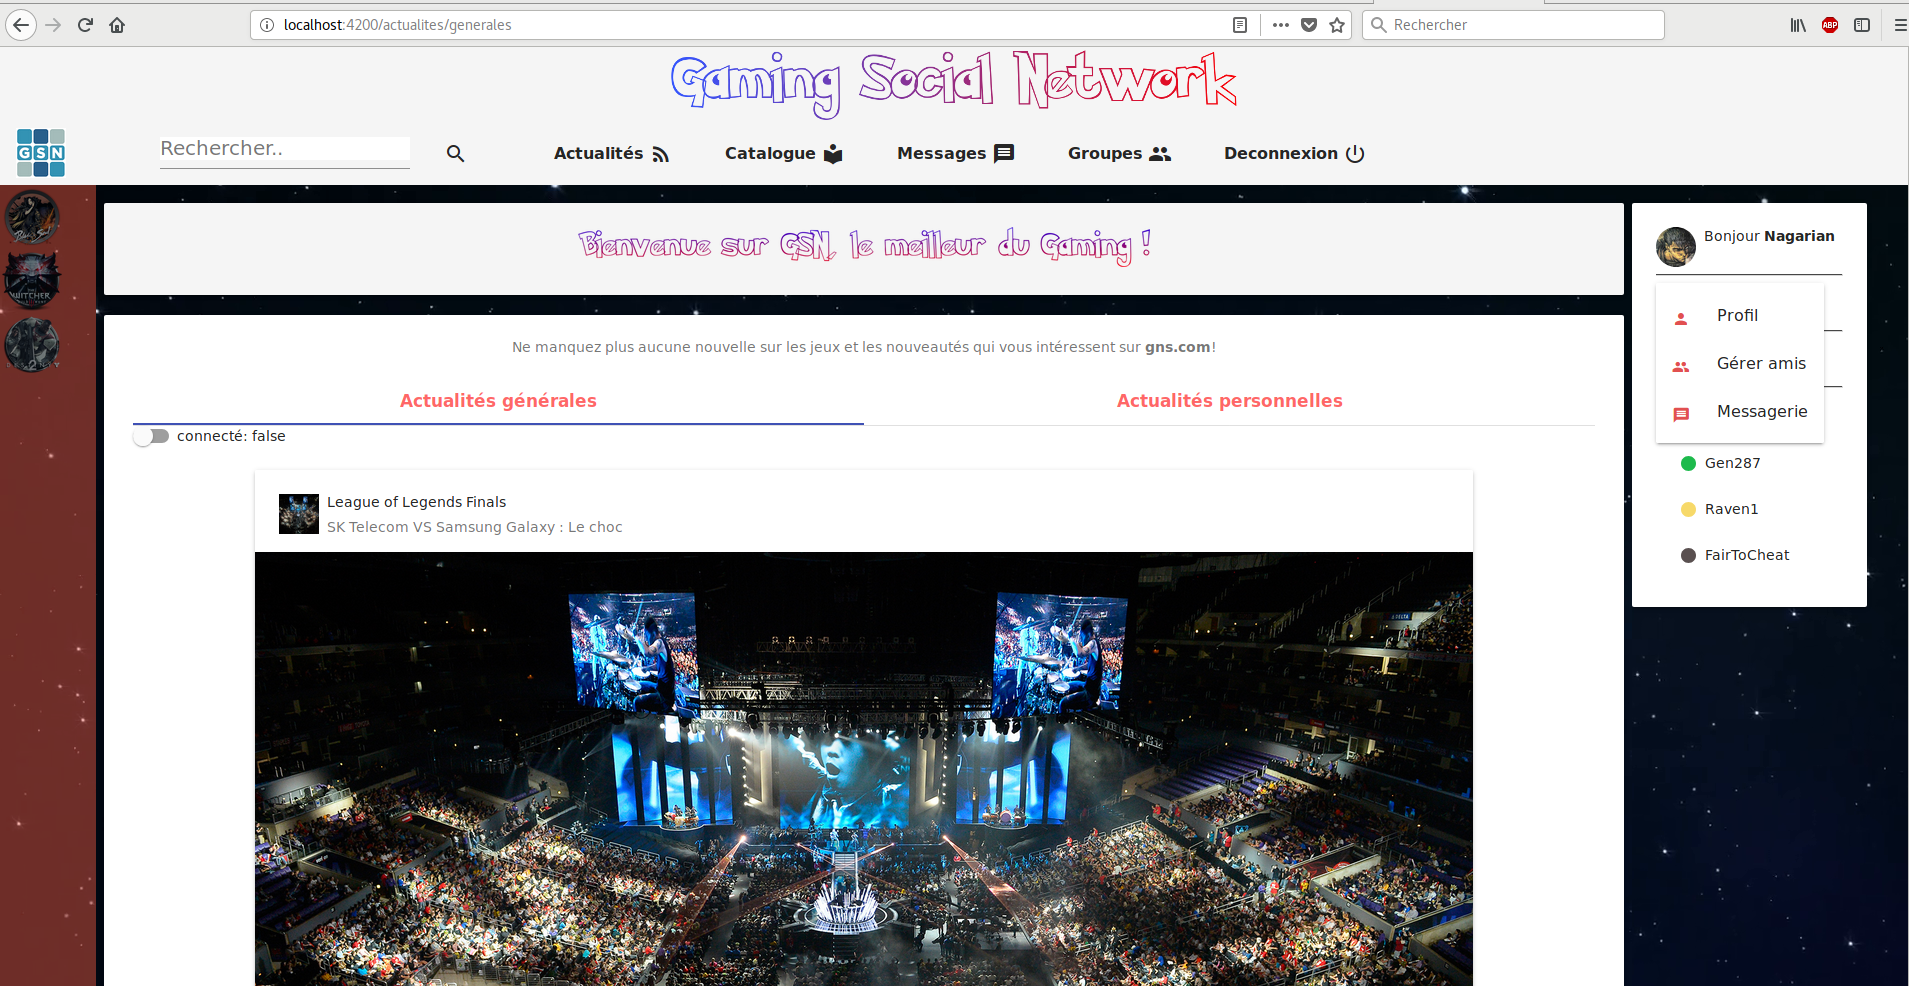 localhost:4200/actualites/generales
ABP
Rechercher
Gaming Social Network
GSN
Rechercher..
Actualités
Catalogue
Messages
Groupes
Deconnexion
Bienvenue sur GSN, le meilleur du Gaming !
Bonjour Nagarian
WITCHER
Profil
Gérer amis
Messagerie
Ne manquez plus aucune nouvelle sur les jeux et les nouveautés qui vous intéressent sur gns.com!
Actualités générales
Actualités personnelles
connecté: false
Gen287
Raven1
FairToCheat
League of Legends Finals
SK Telecom VS Samsung Galaxy : Le choc